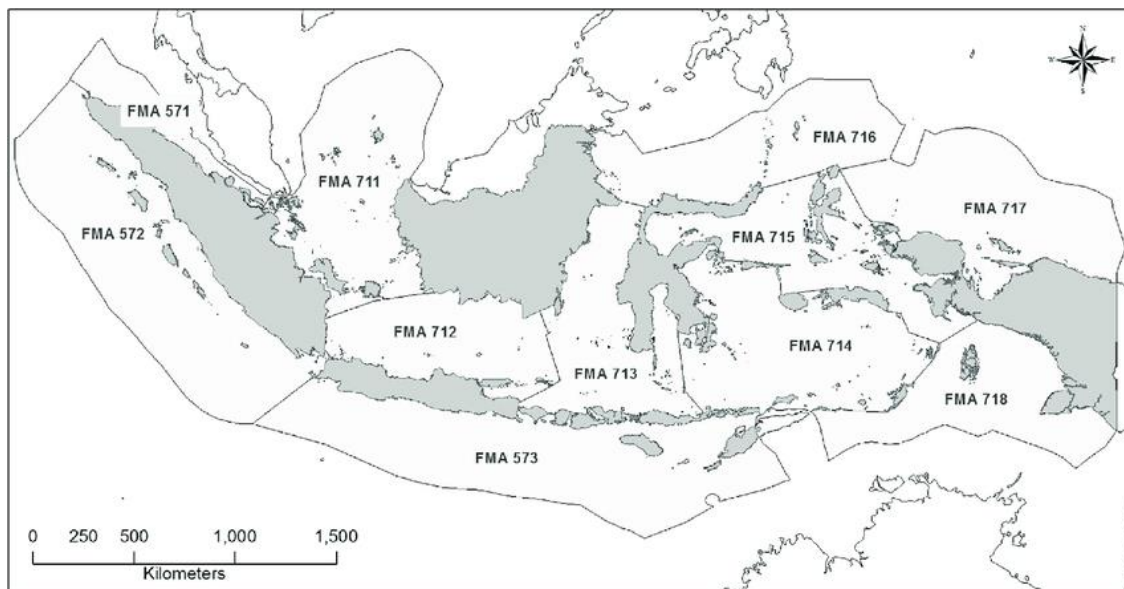 N
W E
S
FMA 571
FMA 716
FMA 711
FMA 717
FMA 572
FMA 715
FMA 712
FMA 714
FMA 713
FMA 718
FMA 573
0 250 500 1,000 1,500
Kilometers